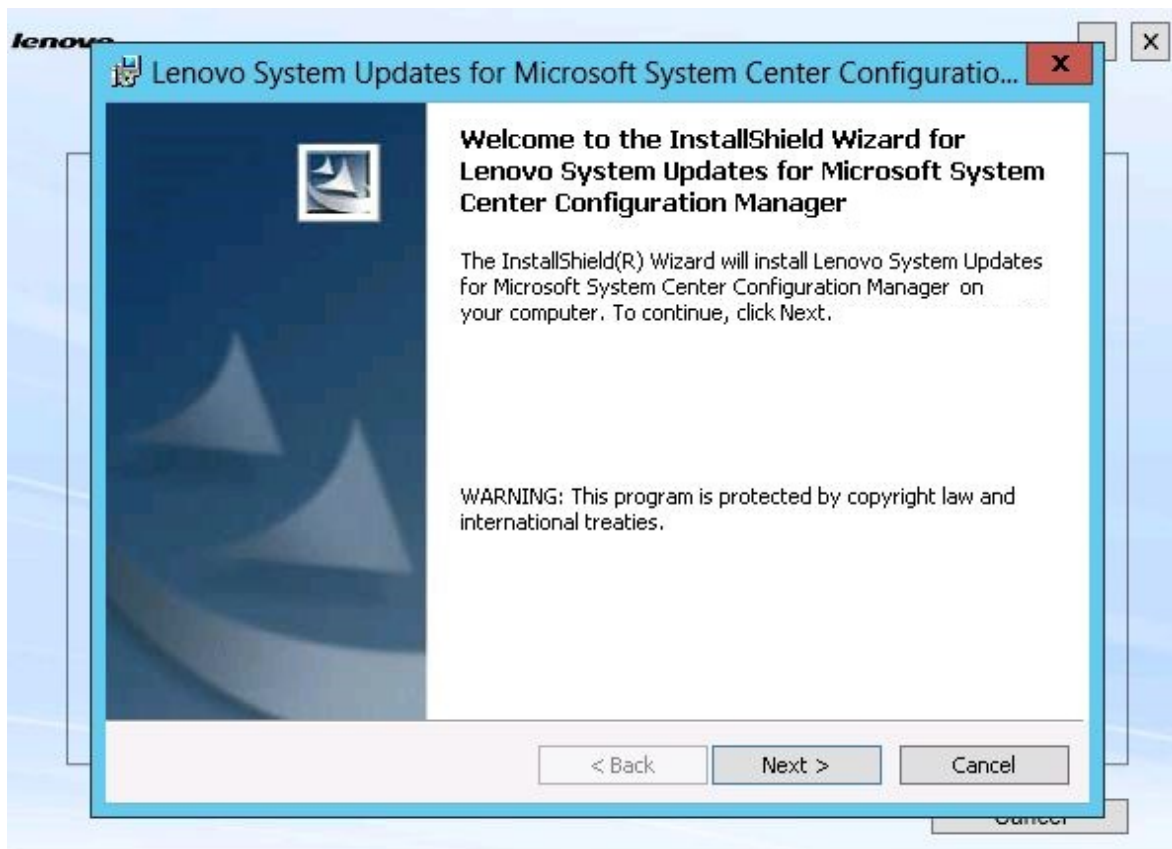 lenovo
X
Lenovo System Updates for Microsoft System Center Configuratio...
x
Welcome to the InstallShield Wizard for
Lenovo System Updates for Microsoft System
Center Configuration Manager
The InstallShield(R) Wizard will install Lenovo System Updates
for Microsoft System Center Configuration Manager on
your computer. To continue, click Next.
WARNING: This program is protected by copyright law and
international treaties.
< Back
Next >
Cancel
Cancel